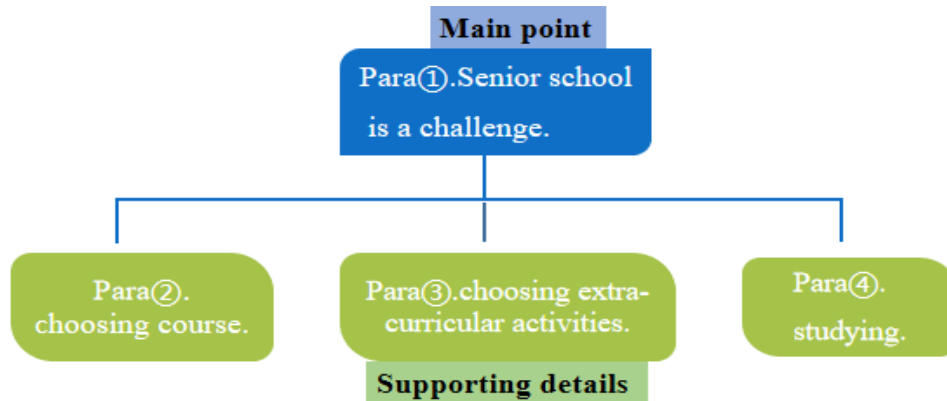 Main point
Para①.Senior school
is a challenge.
Para②.
choosing course.
Para③.choosing extra-
curricular activities.
Para④.
studying.
Supporting details